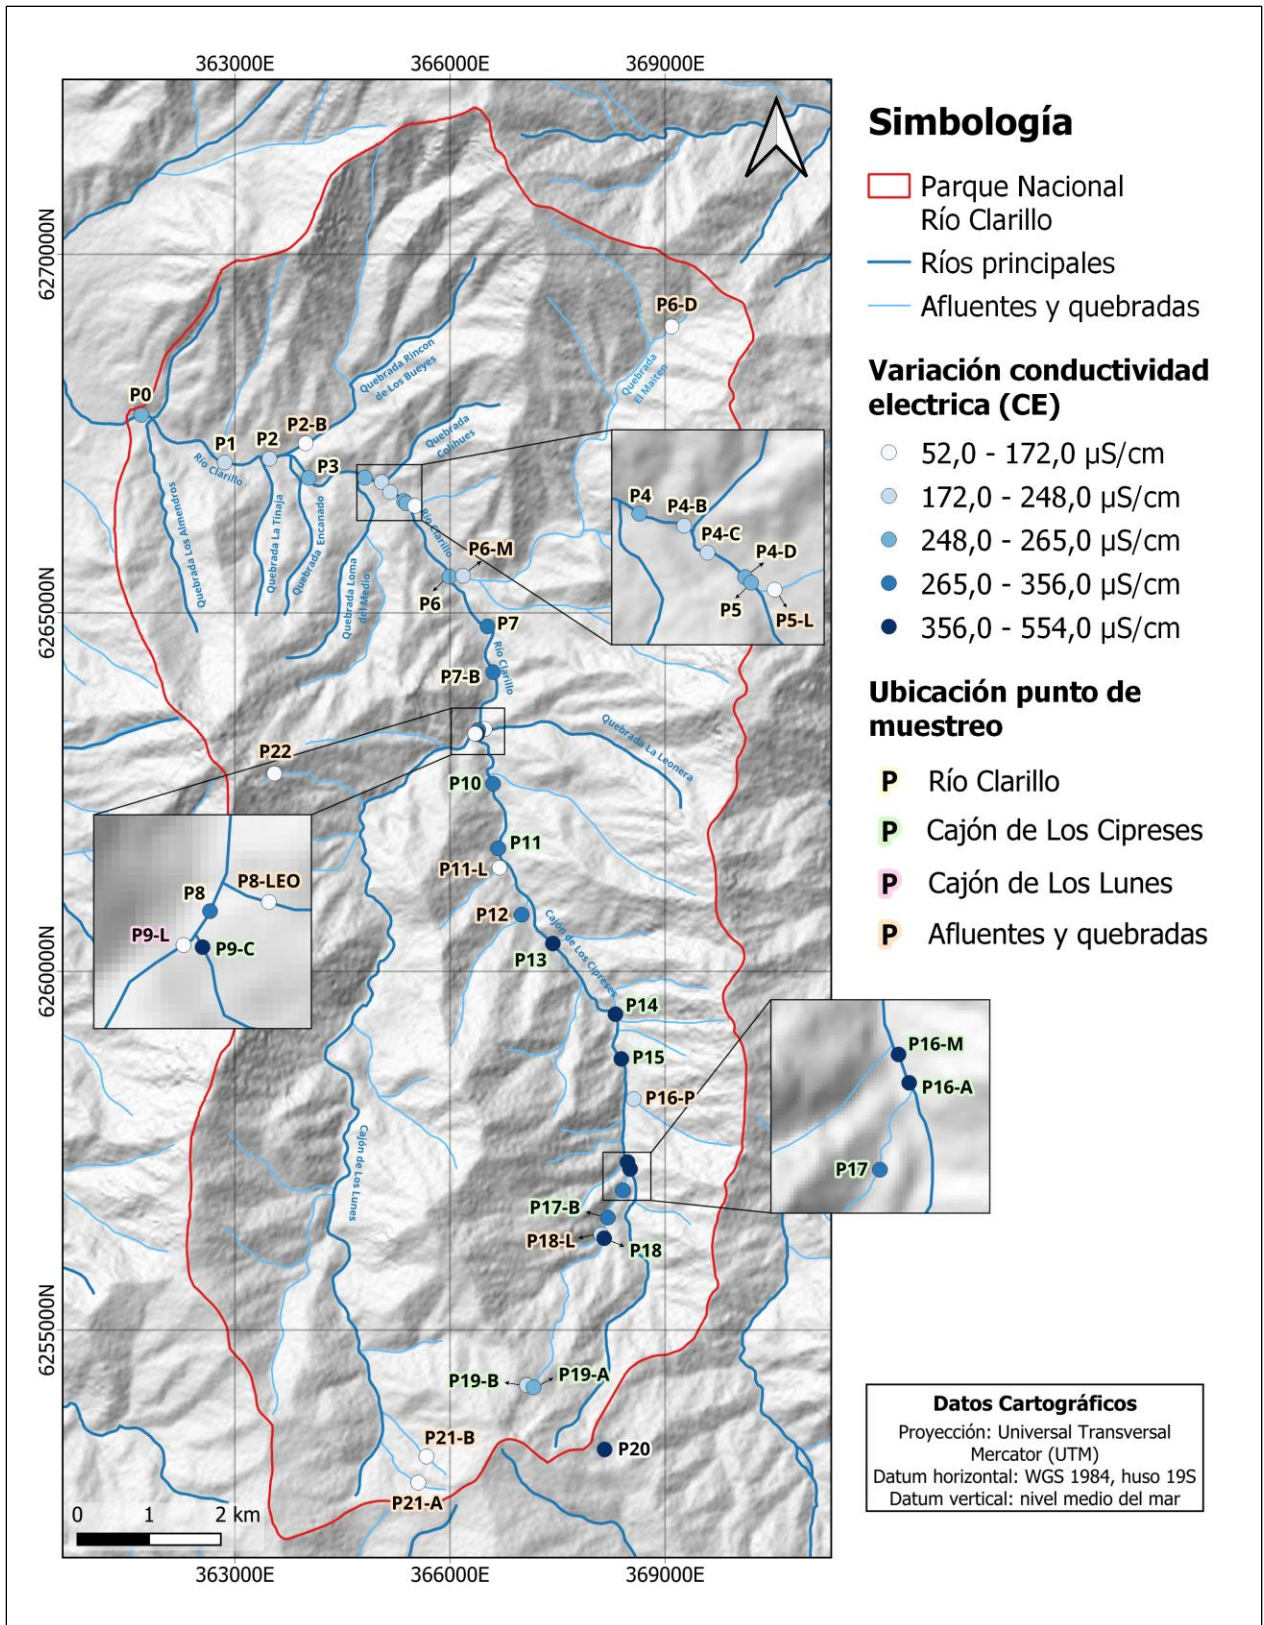 363000E
366000E
369000E
6270000N
6265000N
6260000N
6255000N
P6-D
Quebrada Rincon
de Los Bueyes
Quebrada
El Maiten
P0
P1
P2
P2-B
P3
Río Clarillo
Quebrada
Colihues
Quebrada Los Almendros
Quebrada La Tinaja
Quebrada Encanado
Quebrada Loma
del Medio
Río Clarillo
P4
P4-B
P4-C
P4-D
P5
P5-L
P6-M
P6
P7
Río Clarillo
P7-B
Quebrada La Leonera
P22
P10
P8
P8-LEO
P9-L
P9-C
P11
P11-L
P12
Cajón de Los Cipreses
P13
P14
P15
P16-P
P16-M
P16-A
P17
Cajón de Los Lunes
P17-B
P18-L
P18
P19-B
P19-A
P20
P21-B
P21-A
0 1 2 km
363000E
366000E
369000E
Simbología
Parque Nacional
Río Clarillo
Ríos principales
Afluentes y quebradas
Variación conductividad
electrica (CE)
52,0 - 172,0 µS/cm
172,0 - 248,0 µS/cm
248,0 - 265,0 µS/cm
265,0 - 356,0 µS/cm
356,0 - 554,0 µS/cm
Ubicación punto de
muestreo
P Río Clarillo
P Cajón de Los Cipreses
P Cajón de Los Lunes
P Afluentes y quebradas
Datos Cartográficos
Proyección: Universal Transversal
Mercator (UTM)
Datum horizontal: WGS 1984, huso 19S
Datum vertical: nivel medio del mar